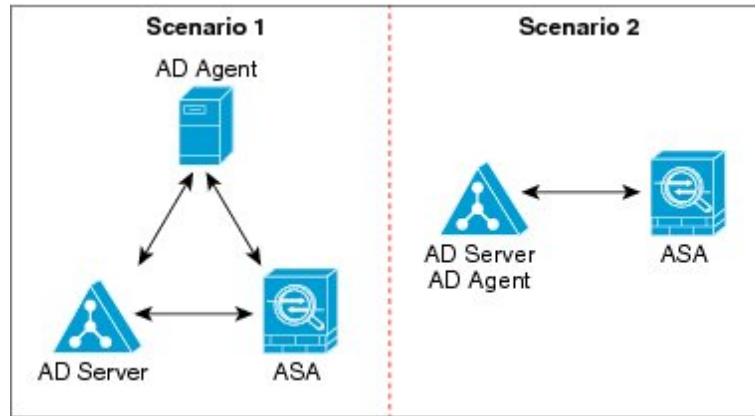 Scenario 1
AD Agent
AD Server
ASA
Scenario 2
AD Server
AD Agent
ASA